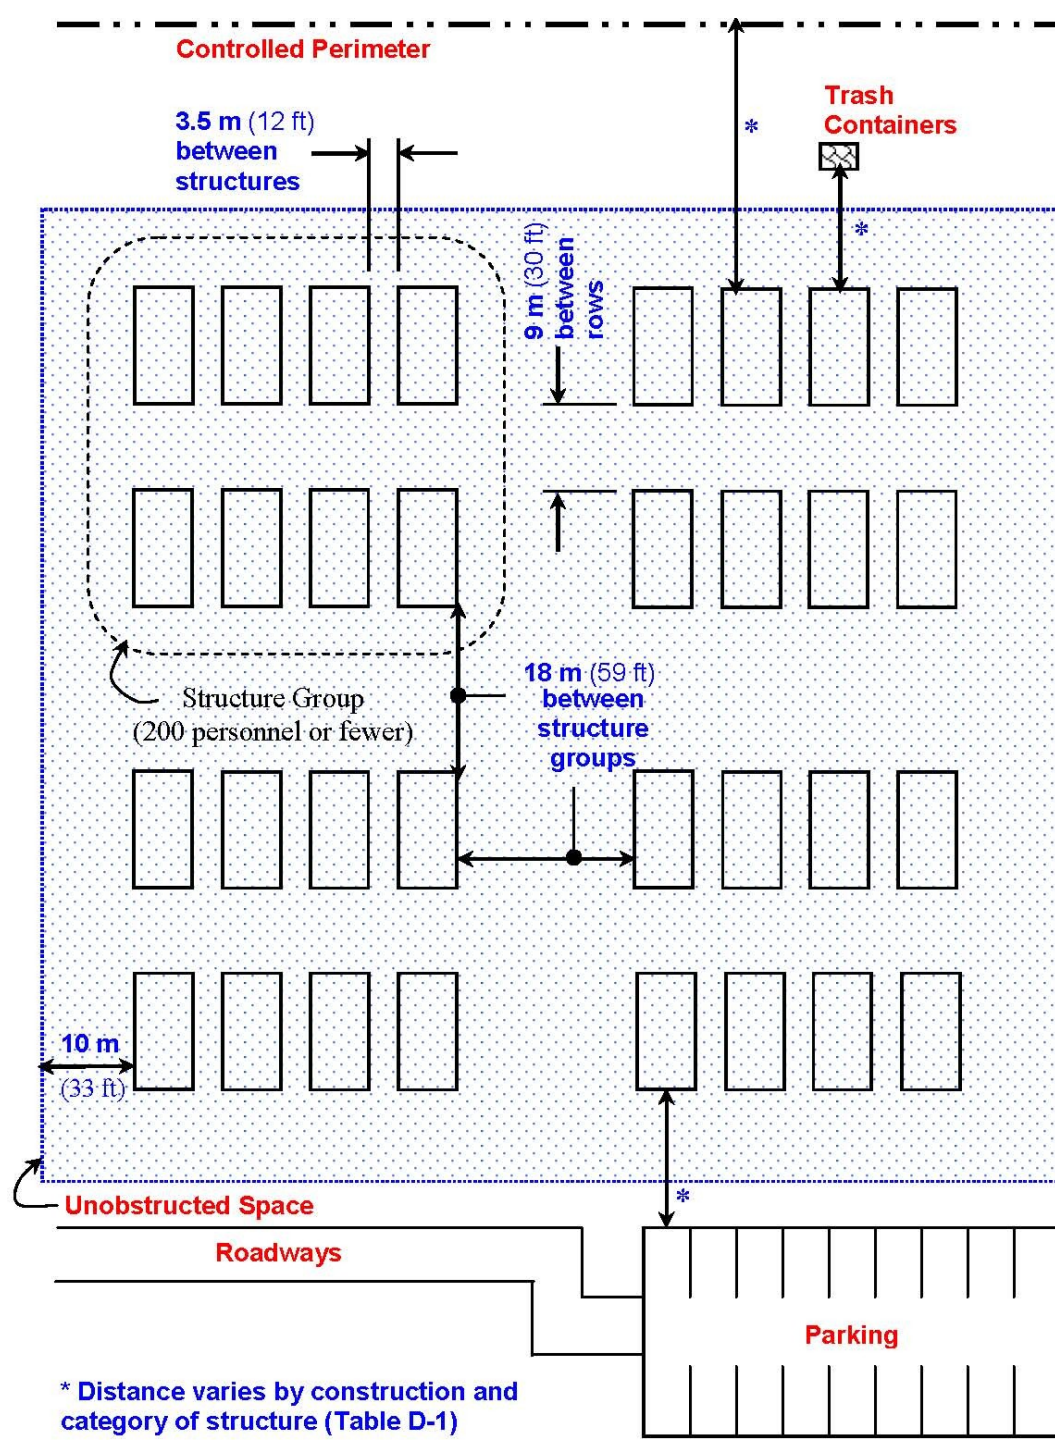 Controlled Perimeter
Trash
Containers
3.5 m (12 ft)
between
structures
*
*
9 m (30 ft)
between
rows
18 m (59 ft)
between
structure
groups
Structure Group
(200 personnel or fewer)
10 m
(33 ft)
*
Unobstructed Space
Roadways
Parking
* Distance varies by construction and
category of structure (Table D-1)